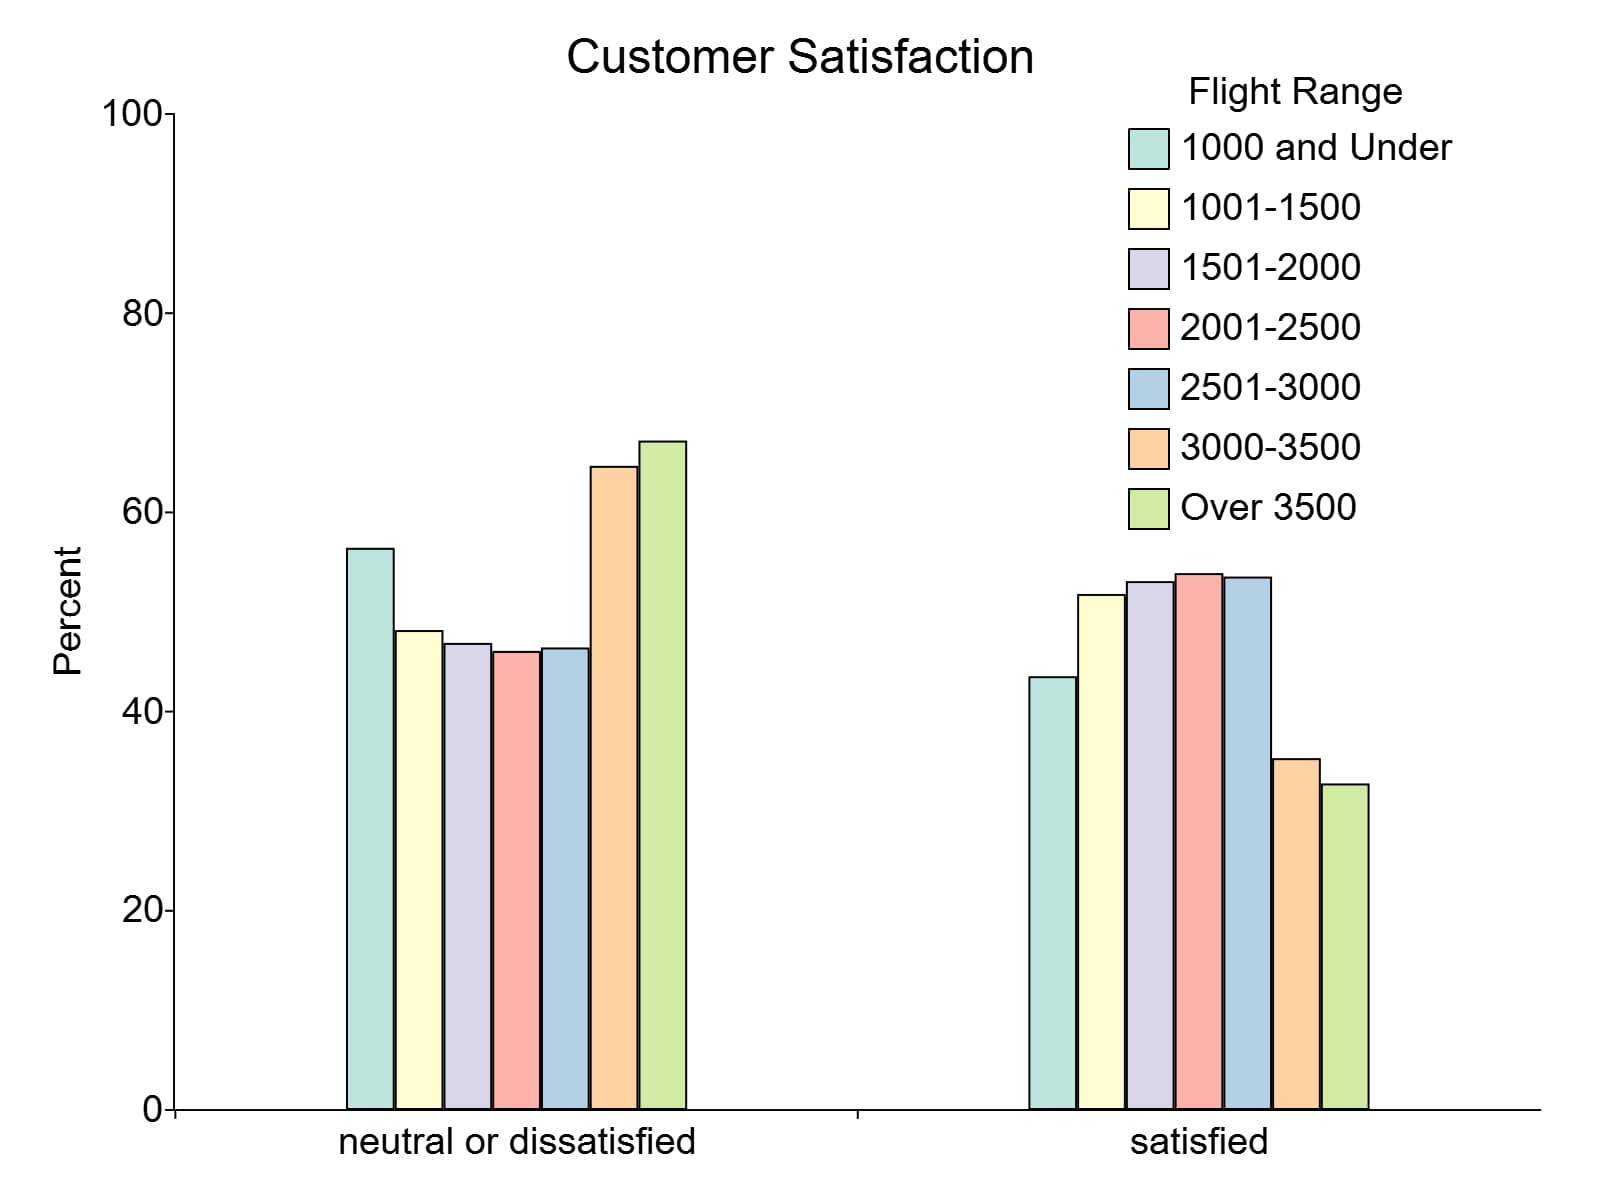 Customer Satisfaction
Flight Range
1000 and Under
1001-1500
1501-2000
2001-2500
2501-3000
3000-3500
Over 3500
Percent
100
80
60
40
20
0
neutral or dissatisfied
satisfied